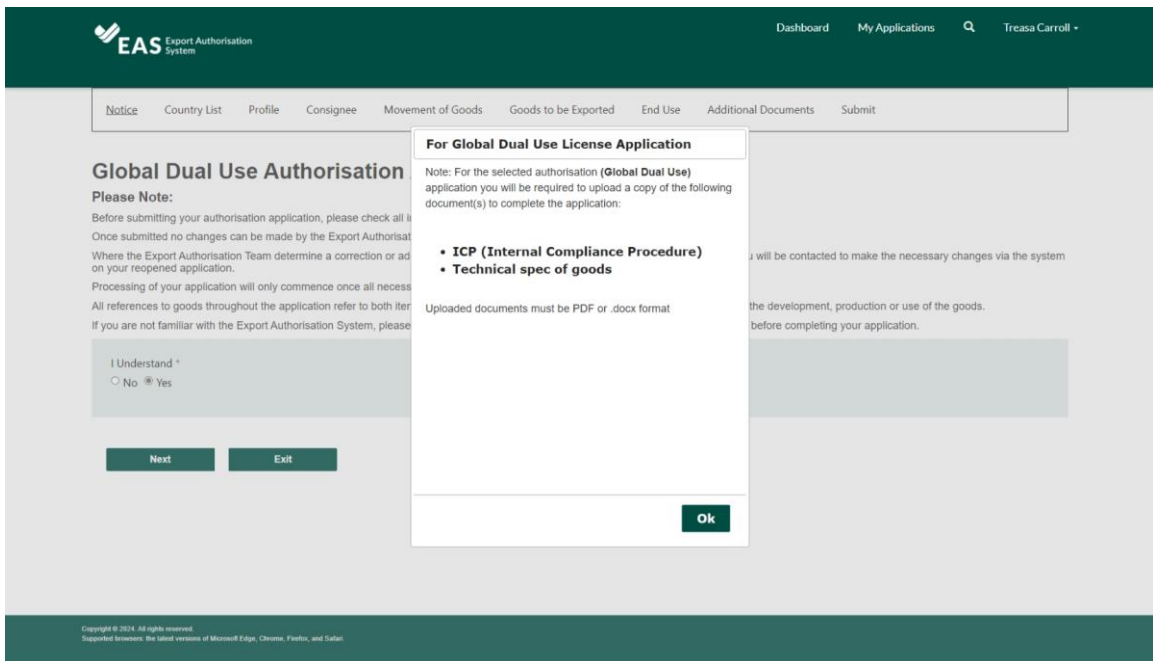 EAS Export Authorisation System
Dashboard My Applications Treasa Carroll
Notice Country List Profile Consignee Movement of Goods Goods to be Exported End Use Additional Documents Submit
Global Dual Use Authorisation
Please Note:
Before submitting your authorisation application, please check all
Once submitted no changes can be made by the Export
Where the Export Authorisation Team determine a correction or
will be contacted to make the necessary changes via the system
on your reopened application.
Processing of your application will only commence once all
All references to goods throughout the application refer to both
the development, production or use of the goods.
If you are not familiar with the Export Authorisation System, please
before completing your application.
I Understand *
No Yes
Next Exit
For Global Dual Use License Application
Note: For the selected authorisation (Global Dual Use)
application you will be required to upload a copy of the following
document(s) to complete the application:
• ICP (Internal Compliance Procedure)
• Technical spec of goods
Uploaded documents must be PDF or .docx format
Ok
Copyright © 2024. All rights reserved.
Supported browsers: the latest versions of Microsoft Edge, Chrome, Firefox, and Safari.